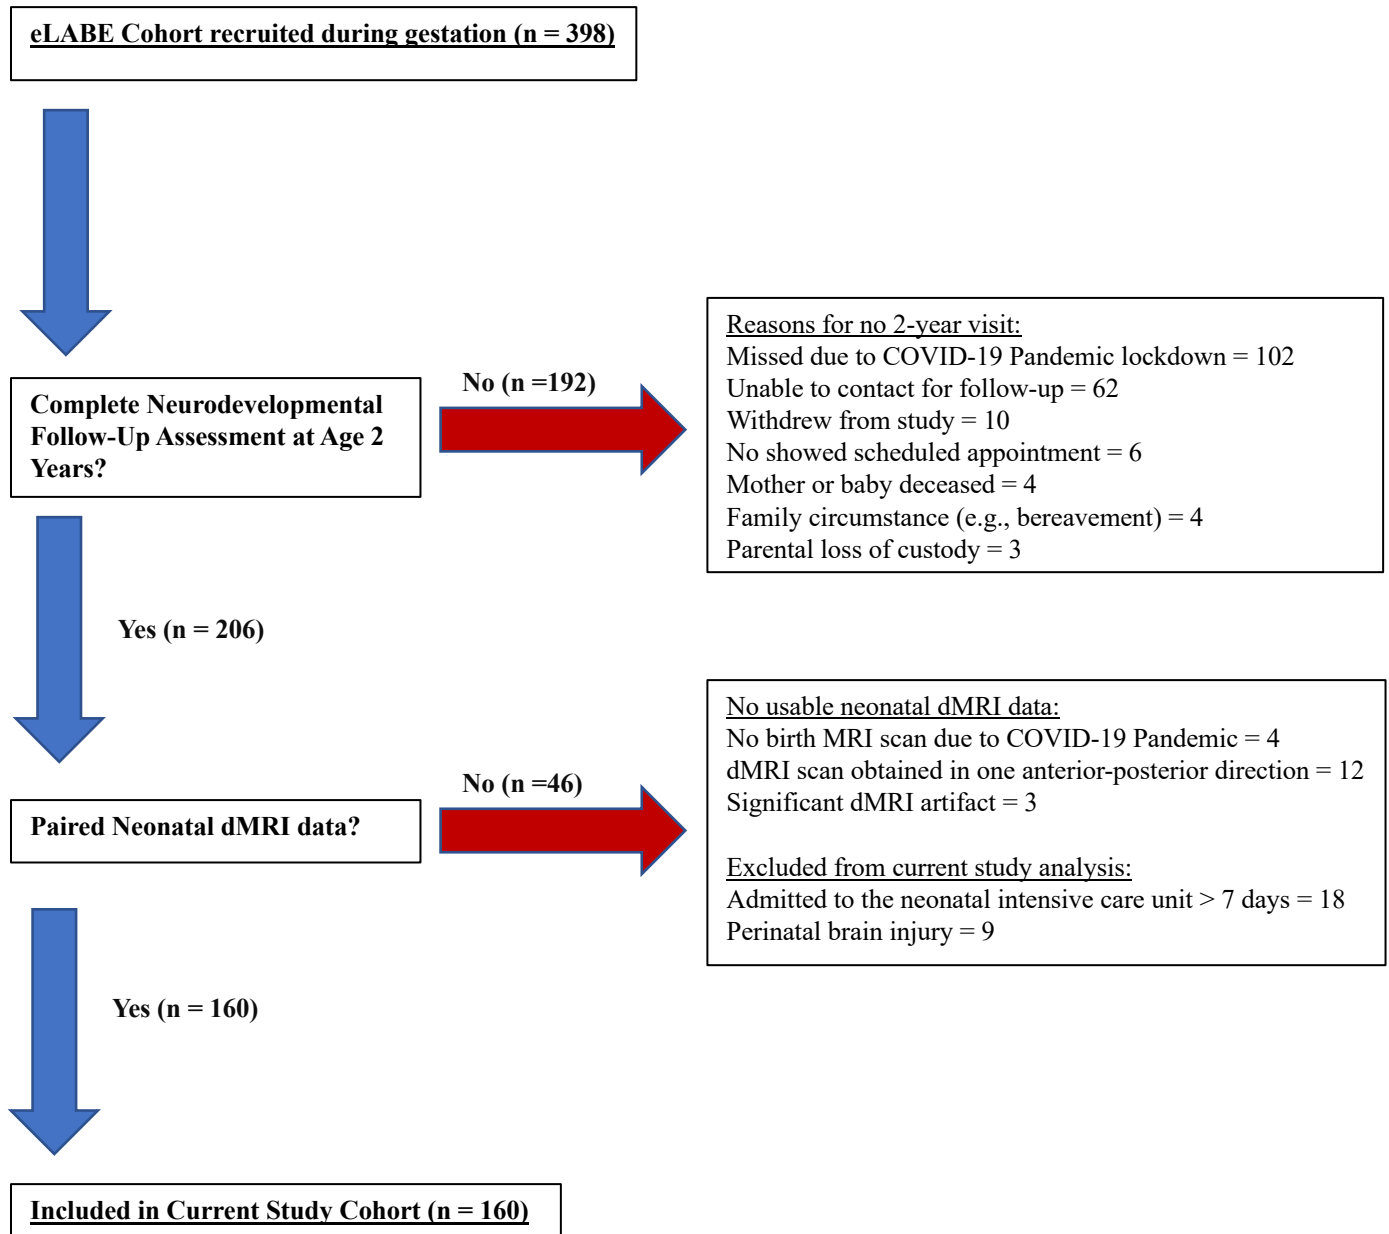 eLABE Cohort recruited during gestation (n = 398)
Complete Neurodevelopmental
Follow-Up Assessment at Age 2
Years?
No (n =192)
Reasons for no 2-year visit:
Missed due to COVID-19 Pandemic lockdown = 102
Unable to contact for follow-up = 62
Withdrew from study = 10
No showed scheduled appointment = 6
Mother or baby deceased = 4
Family circumstance (e.g., bereavement) = 4
Parental loss of custody = 3
Yes (n = 206)
Paired Neonatal dMRI data?
No (n =46)
No usable neonatal dMRI data:
No birth MRI scan due to COVID-19 Pandemic = 4
dMRI scan obtained in one anterior-posterior direction = 12
Significant dMRI artifact = 3
Excluded from current study analysis:
Admitted to the neonatal intensive care unit > 7 days = 18
Perinatal brain injury = 9
Yes (n = 160)
Included in Current Study Cohort (n = 160)